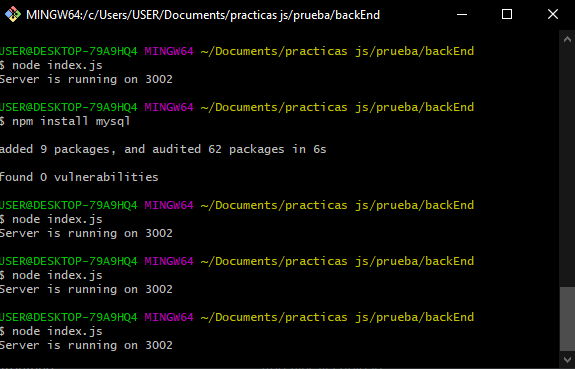 MINGW64:/c/Users/USER/Documents/practicas js/prueba/backEnd
USER@DESKTOP-79A9HQ4 MINGW64 ~/Documents/practicas js/prueba/backEnd
$ node index.js
Server is running on 3002
USER@DESKTOP-79A9HQ4 MINGW64 ~/Documents/practicas js/prueba/backEnd
$ npm install mysql
added 9 packages, and audited 62 packages in 6s
found 0 vulnerabilities
USER@DESKTOP-79A9HQ4 MINGW64 ~/Documents/practicas js/prueba/backEnd
$ node index.js
Server is running on 3002
USER@DESKTOP-79A9HQ4 MINGW64 ~/Documents/practicas js/prueba/backEnd
$ node index.js
Server is running on 3002
USER@DESKTOP-79A9HQ4 MINGW64 ~/Documents/practicas js/prueba/backEnd
$ node index.js
Server is running on 3002